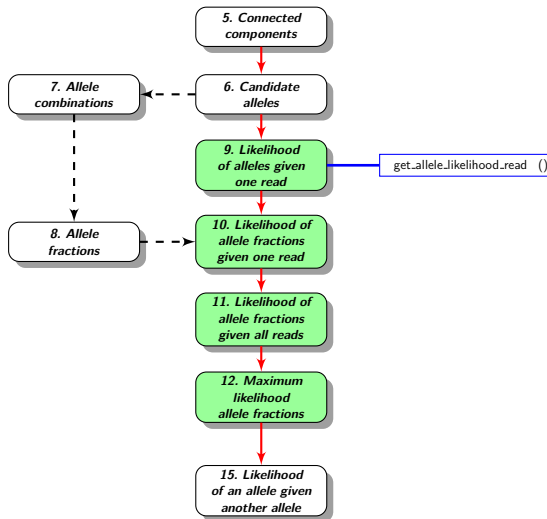 5. Connected
components
7. Allele
combinations
6. Candidate
alleles
9. Likelihood
of alleles given
one read
get_allele_likelihood_read ()
8. Allele
fractions
10. Likelihood of
allele fractions
given one read
11. Likelihood of
allele fractions
given all reads
12. Maximum
likelihood
allele fractions
15. Likelihood
of an allele given
another allele